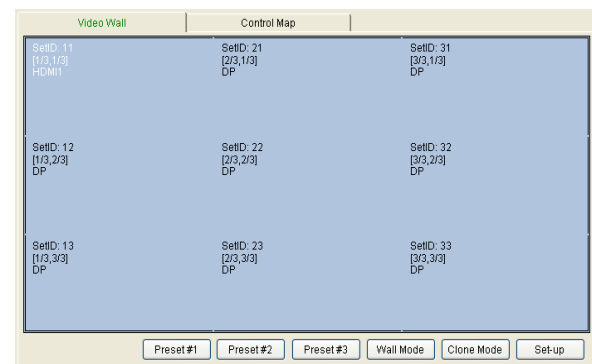 Video Wall
Control Map
SetID: 11
[1/3,1/3]
HDMI1
SetID: 21
[2/3,1/3]
DP
SetID: 31
[3/3,1/3]
DP
SetID: 12
[1/3,2/3]
DP
SetID: 22
[2/3,2/3]
DP
SetID: 32
[3/3,2/3]
DP
SetID: 13
[1/3,3/3]
DP
SetID: 23
[2/3,3/3]
DP
SetID: 33
[3/3,3/3]
DP
Preset #1
Preset #2
Preset #3
Wall Mode
Clone Mode
Set-up